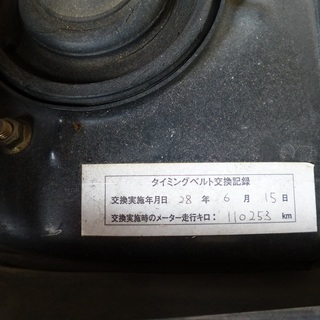 タイミングベルト交換記録
交換実施年月日 28 年 6 月 15 日
交換実施時のメーター走行キロ: 110253 km